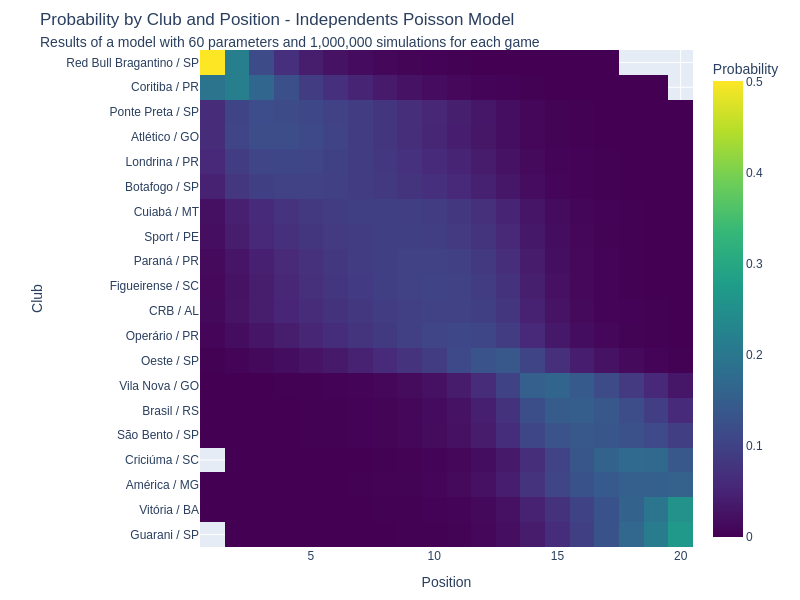 Probability by Club and Position - Independents Poisson Model
Results of a model with 60 parameters and 1,000,000 simulations for each game
Probability
Red Bull Bragantino / SP
Coritiba / PR
Ponte Preta / SP
Atlético / GO
Londrina / PR
Botafogo / SP
Cuiabá / MT
Sport / PE
Paraná / PR
Figueirense / SC
CRB / AL
Operário / PR
Oeste / SP
Vila Nova / GO
Brasil / RS
São Bento / SP
Criciúma / SC
América / MG
Vitória / BA
Guarani / SP
Club
5
10
15
20
Position
0.5
0.4
0.3
0.2
0.1
0